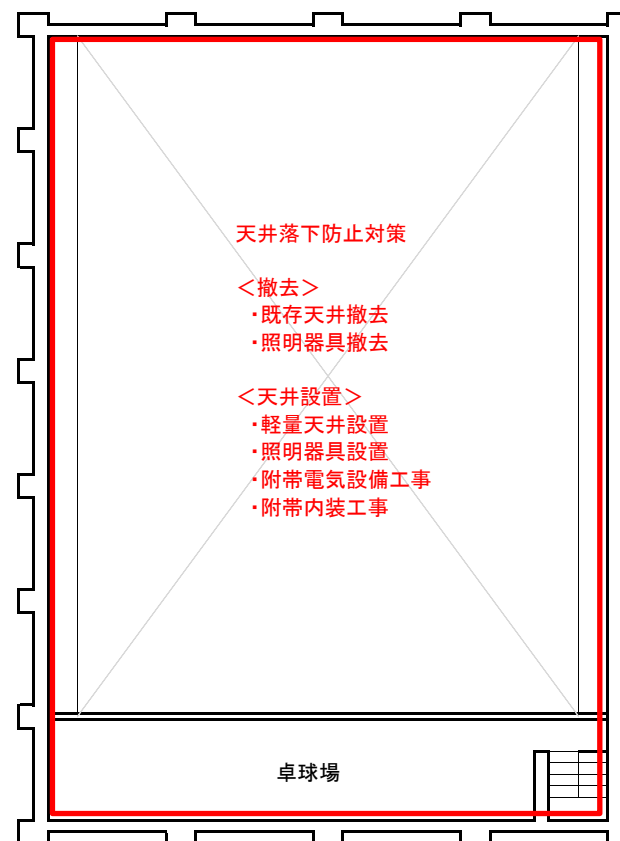 天井落下防止対策
＜撤去＞
・既存天井撤去
・照明器具撤去
＜天井設置＞
・軽量天井設置
・照明器具設置
・附帯電気設備工事
・附帯内装工事
卓球場